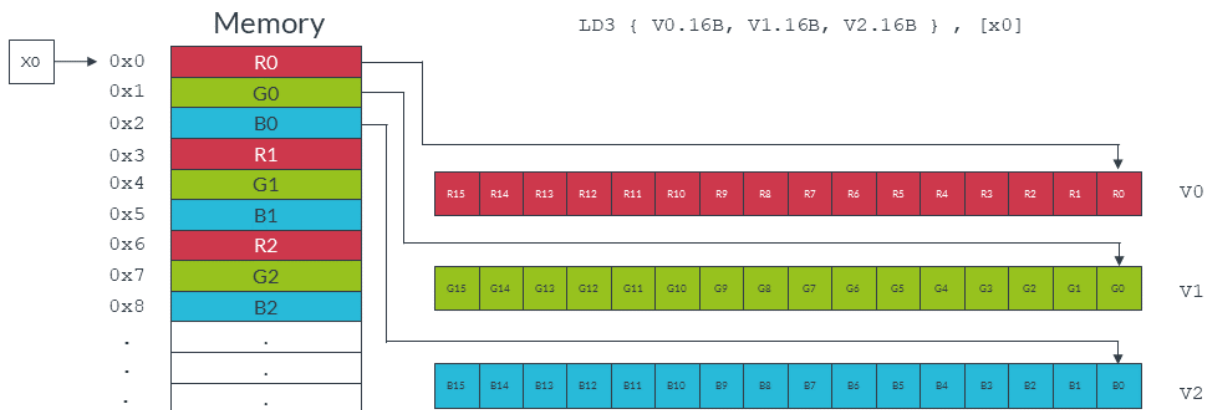 Memory
LD3 { V0.16B, V1.16B, V2.16B } , [x0]
X0
0x0 R0
0x1 G0
0x2 B0
0x3 R1
0x4 G1
0x5 B1
0x6 R2
0x7 G2
0x8 B2
. .
. .
. .
R15 R14 R13 R12 R11 R10 R9 R8 R7 R6 R5 R4 R3 R2 R1 R0 V0
G15 G14 G13 G12 G11 G10 G9 G8 G7 G6 G5 G4 G3 G2 G1 G0 V1
B15 B14 B13 B12 B11 B10 B9 B8 B7 B6 B5 B4 B3 B2 B1 B0 V2